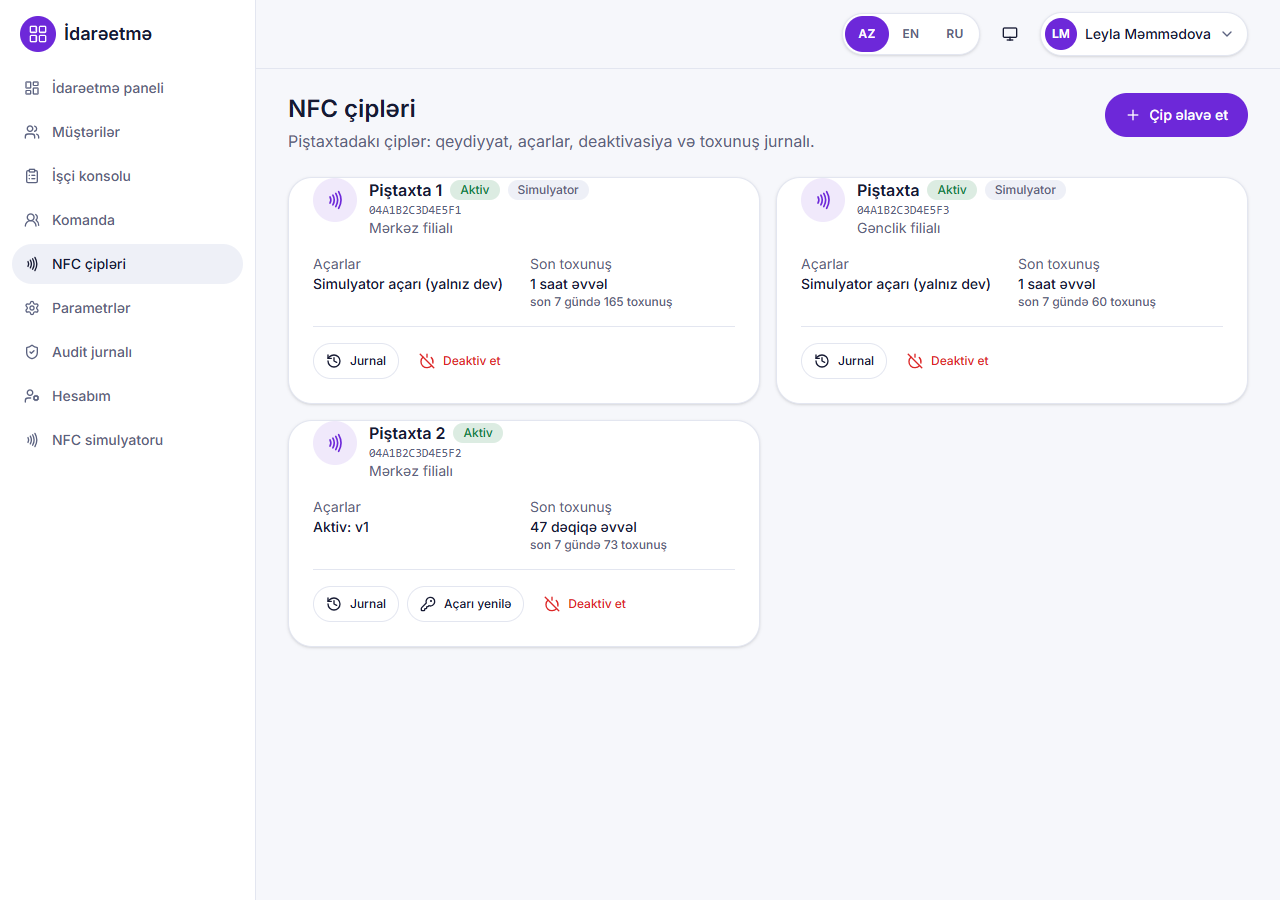 İdarəetmə
İdarəetmə paneli
Müştərilər
İşçi konsolu
Komanda
NFC çipləri
Parametrlər
Audit jurnalı
Hesabım
NFC simulyatoru
AZ EN RU
LM Leyla Məmmədova
NFC çipləri
Piştaxtadakı çiplər: qeydiyyat, açarlar, deaktivasiya və toxunuş jurnalı.
+ Çip əlavə et
Piştaxta 1 Aktiv Simulyator
04A1B2C3D4E5F1
Mərkəz filialı
Açarlar Son toxunuş
Simulyator açarı (yalnız dev) 1 saat əvvəl
son 7 gündə 165 toxunuş
Jurnal Deaktiv et
Piştaxta Aktiv Simulyator
04A1B2C3D4E5F3
Gənclik filialı
Açarlar Son toxunuş
Simulyator açarı (yalnız dev) 1 saat əvvəl
son 7 gündə 60 toxunuş
Jurnal Deaktiv et
Piştaxta 2 Aktiv
04A1B2C3D4E5F2
Mərkəz filialı
Açarlar Son toxunuş
Aktiv: v1 47 dəqiqə əvvəl
son 7 gündə 73 toxunuş
Jurnal Açarı yenilə Deaktiv et